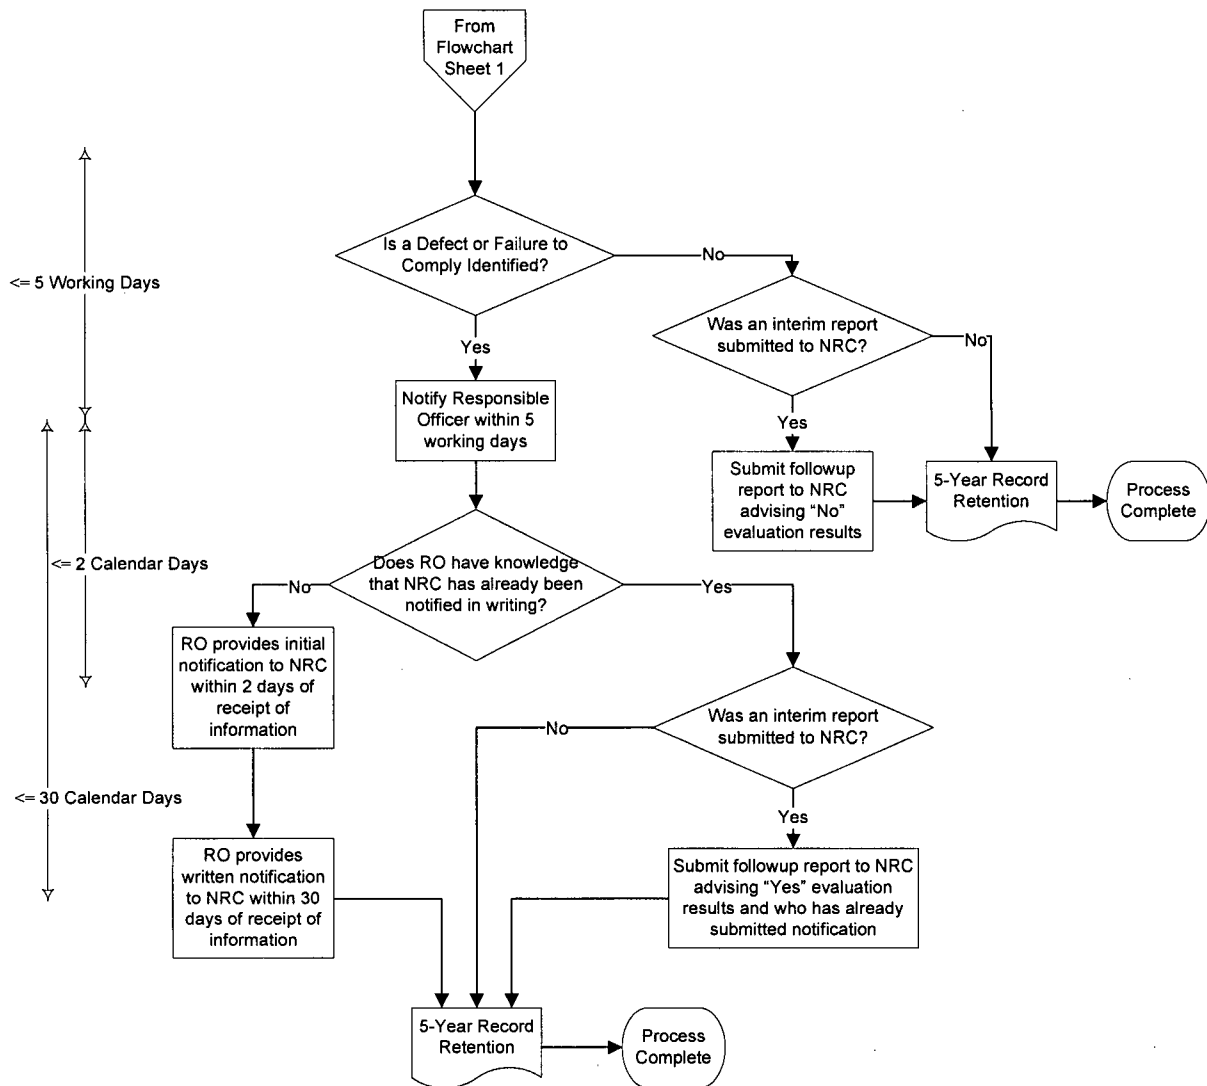 From
Flowchart
Sheet 1
<= 5 Working Days
Is a Defect or Failure to
Comply Identified?
No
Was an interim report
submitted to NRC?
No
Yes
Notify Responsible
Officer within 5
working days
Yes
Submit followup
report to NRC
advising “No”
evaluation results
5-Year Record
Retention
Process
Complete
<= 2 Calendar Days
Does RO have knowledge
that NRC has already been
notified in writing?
No
Yes
RO provides initial
notification to NRC
within 2 days of
receipt of
information
Was an interim report
submitted to NRC?
No
<= 30 Calendar Days
Yes
RO provides
written notification
to NRC within 30
days of receipt of
information
Submit followup report to NRC
advising “Yes” evaluation
results and who has already
submitted notification
5-Year Record
Retention
Process
Complete